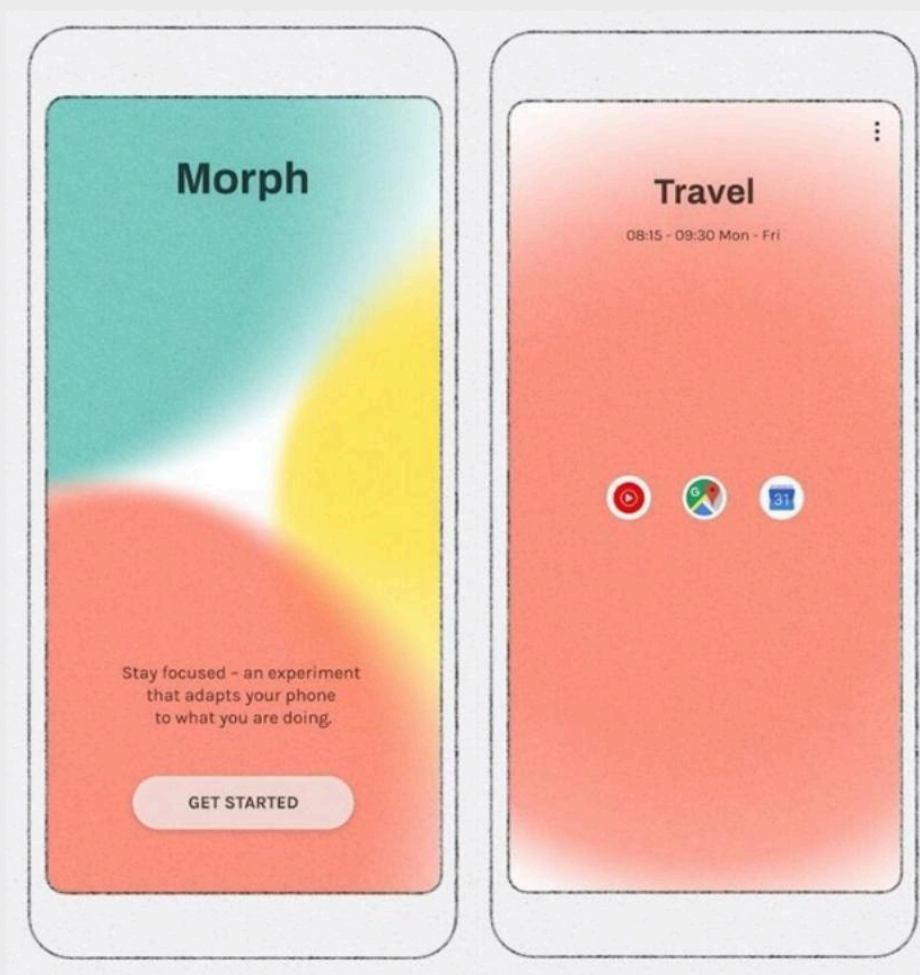 Morph
Stay focused – an experiment
that adapts your phone
to what you are doing.
GET STARTED
Travel
08:15 - 09:30 Mon - Fri
G
31